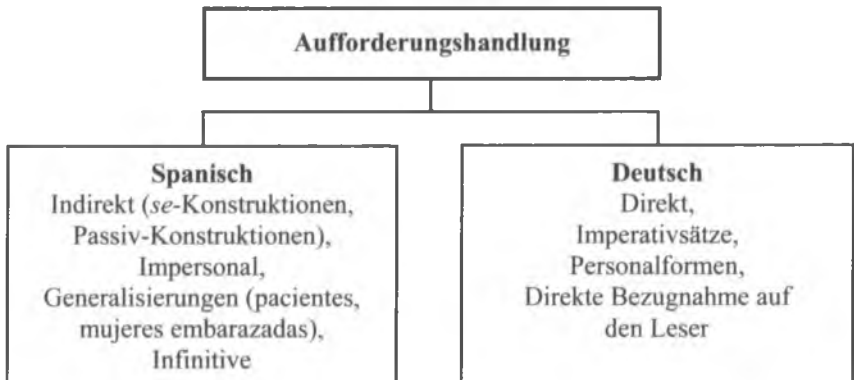 Aufforderungshandlung
Spanisch
Indirekt (se-Konstruktionen,
Passiv-Konstruktionen),
Impersonal,
Generalisierungen (pacientes,
mujeres embarazadas),
Infinitive
Deutsch
Direkt,
Imperativsätze,
Personalformen,
Direkte Bezugnahme auf
den Leser